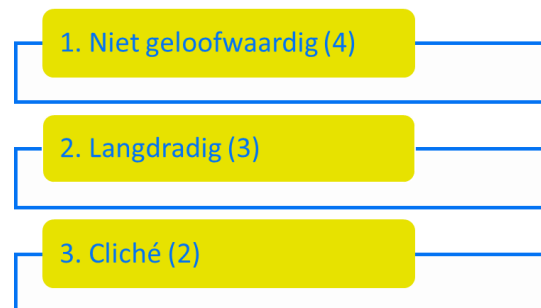 1. Niet geloofwaardig (4)
2. Langdradig (3)
3. Cliché (2)